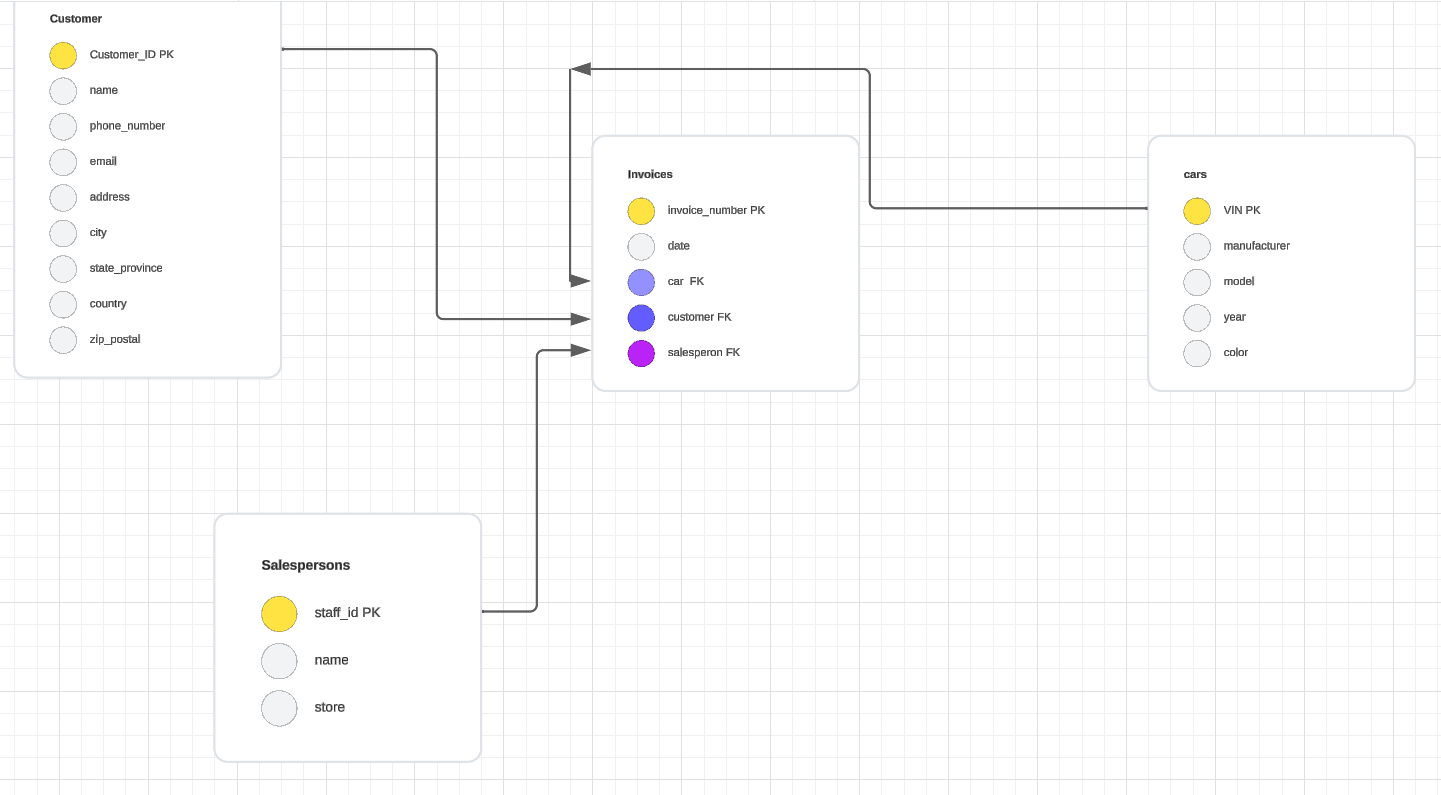 Customer
Customer_ID PK
name
phone_number
email
address
city
state_province
country
zip_postal
Invoices
invoice_number PK
date
car  FK
customer FK
salesperon FK
cars
VIN PK
manufacturer
model
year
color
Salespersons
staff_id PK
name
store